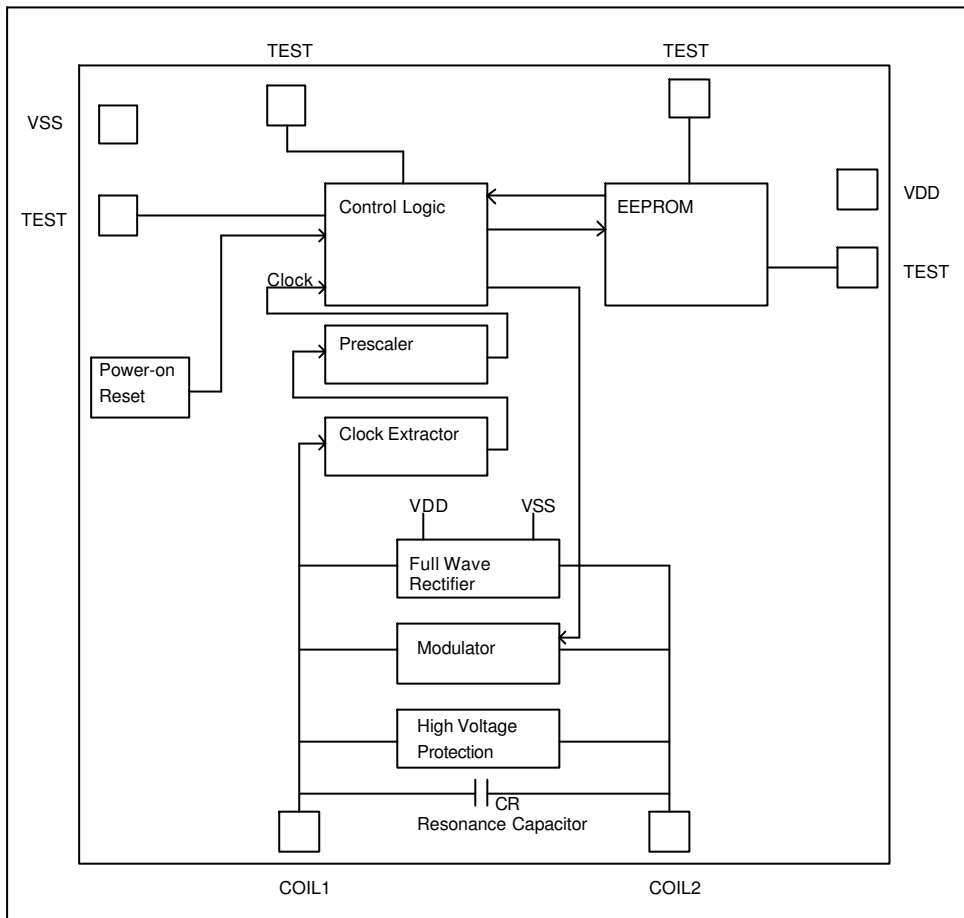 TEST
TEST
VSS
Control Logic
EEPROM
VDD
TEST
TEST
Clock
Prescaler
Power-on
Reset
Clock Extractor
VDD
VSS
Full Wave
Rectifier
Modulator
High Voltage
Protection
CR
Resonance Capacitor
COIL1
COIL2